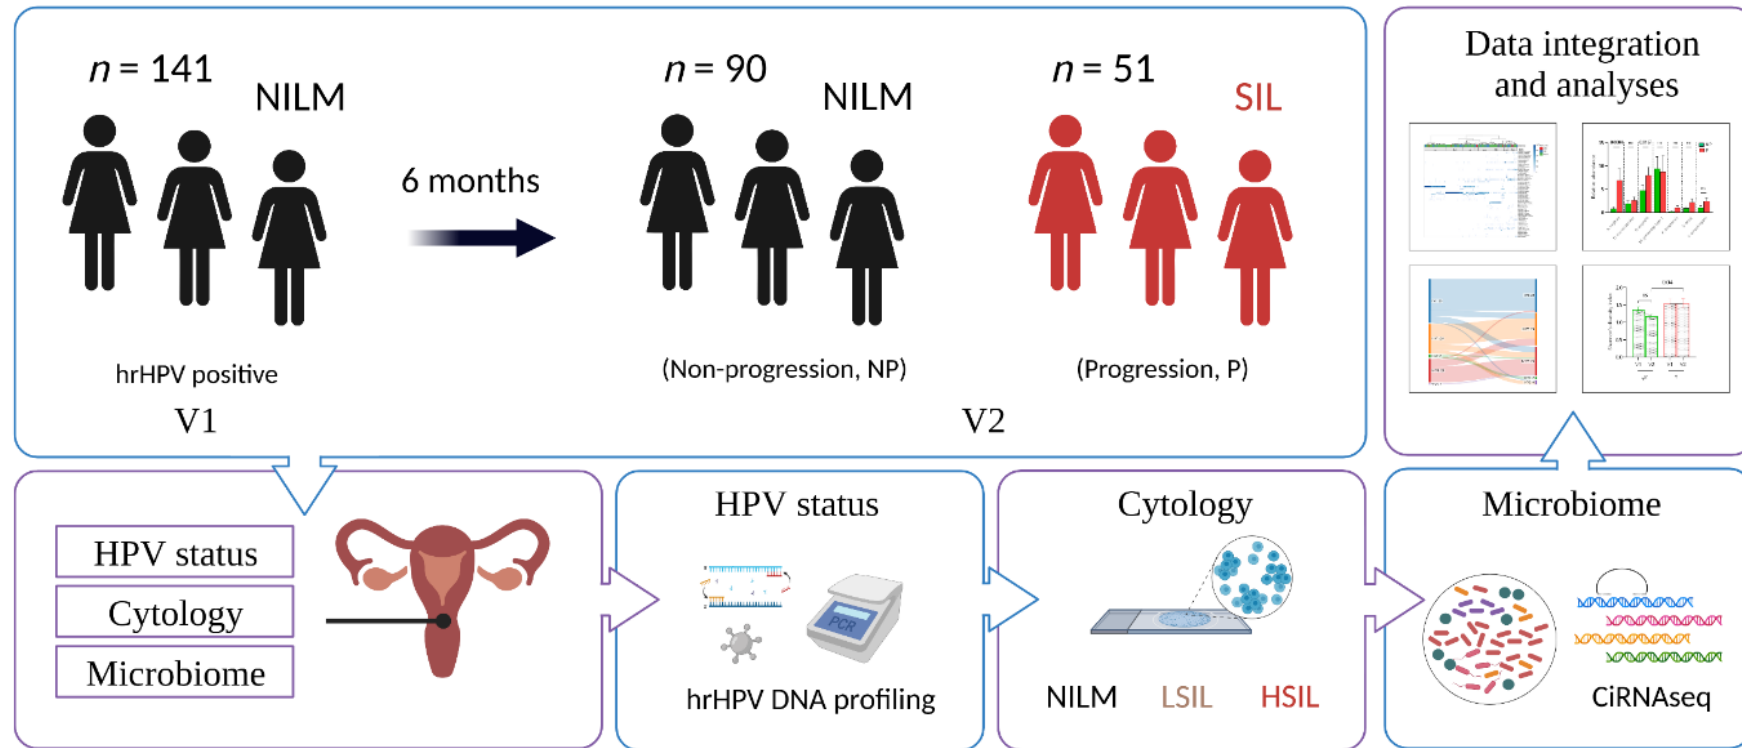 n = 141
NILM
hrHPV positive
V1
6 months
n = 90
NILM
(Non-progression, NP)
n = 51
SIL
(Progression, P)
V2
Data integration
and analyses
HPV status
Cytology
Microbiome
HPV status
PCR
hrHPV DNA profiling
Cytology
NILM LSIL HSIL
Microbiome
CiRNAseq